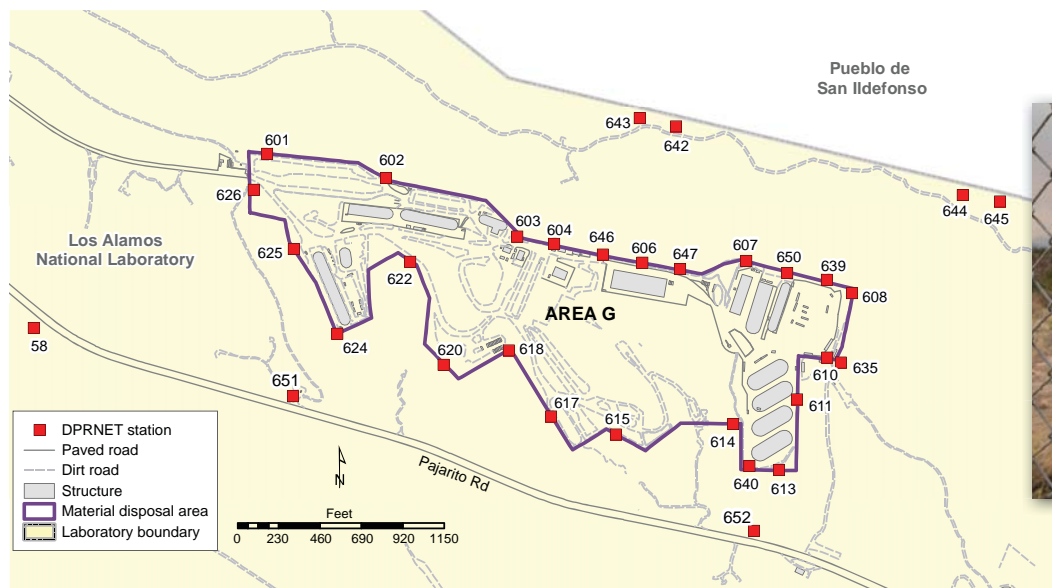 Pueblo de
San Ildefonso
643
642
601
602
626
644
645
603
604
646
606
647
607
650
639
608
Los Alamos
National Laboratory
625
622
AREA G
58
624
620
618
610
635
651
611
617
615
614
640
613
Pajarito Rd
652
DPRNET station
Paved road
Dirt road
Structure
Material disposal area
Laboratory boundary
N
Feet
0 230 460 690 920 1150